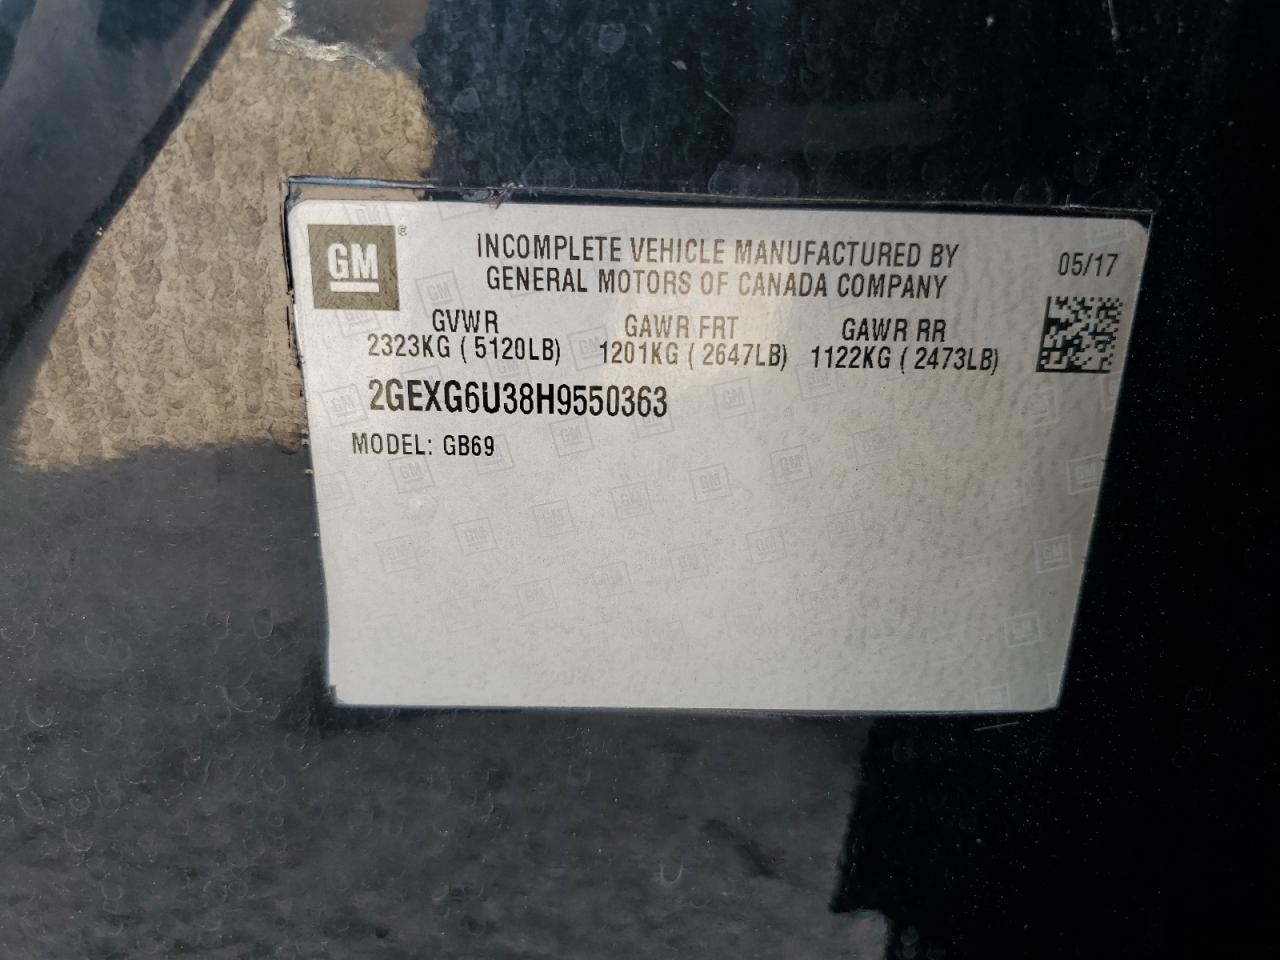 GM ®
INCOMPLETE VEHICLE MANUFACTURED BY
GENERAL MOTORS OF CANADA COMPANY
05/17
GVWR GAWR FRT GAWR RR
2323KG ( 5120LB) 1201KG ( 2647LB) 1122KG ( 2473LB)
2GEXG6U38H9550363
MODEL: GB69